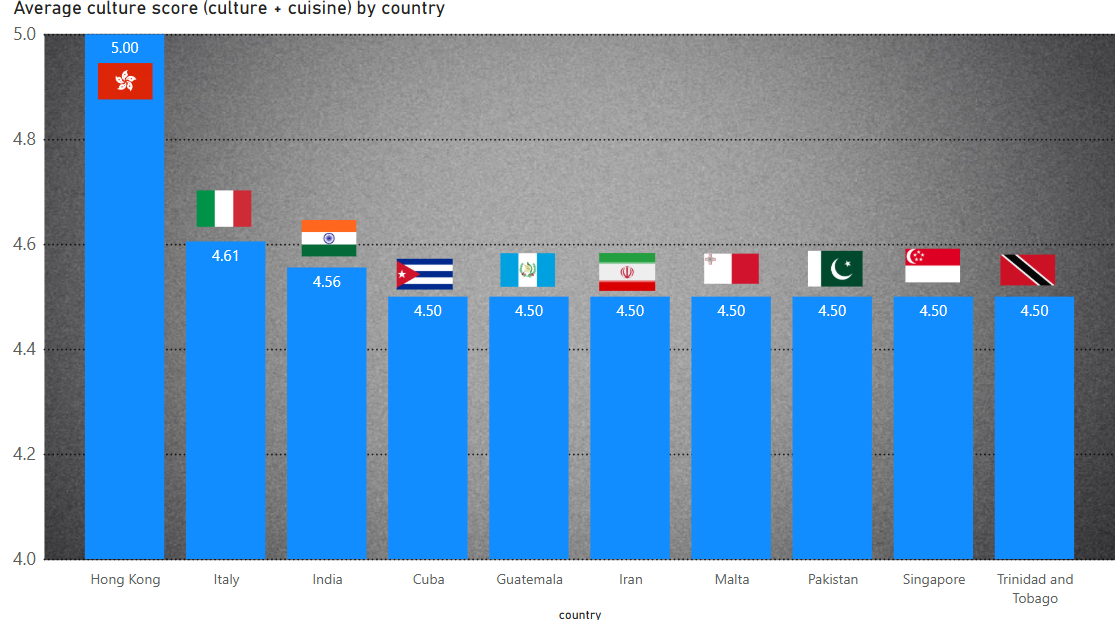 Average culture score (culture + cuisine) by country
5.0
4.8
4.6
4.4
4.2
4.0
5.00
4.61
4.56
4.50
4.50
4.50
4.50
4.50
4.50
4.50
Hong Kong
Italy
India
Cuba
Guatemala
Iran
Malta
Pakistan
Singapore
Trinidad and
Tobago
country